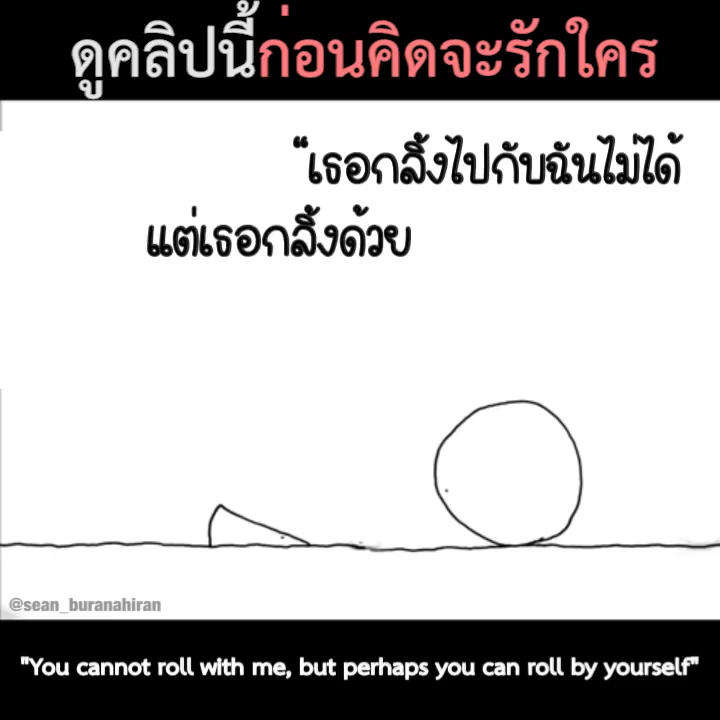 ดูคลิปนี้ก่อนคิดจะรักใคร
“เธอกลิ้งไปกับฉันไม่ได้
แต่เธอกลิ้งด้วย
@sean_buranahiran
"You cannot roll with me, but perhaps you can roll by yourself"